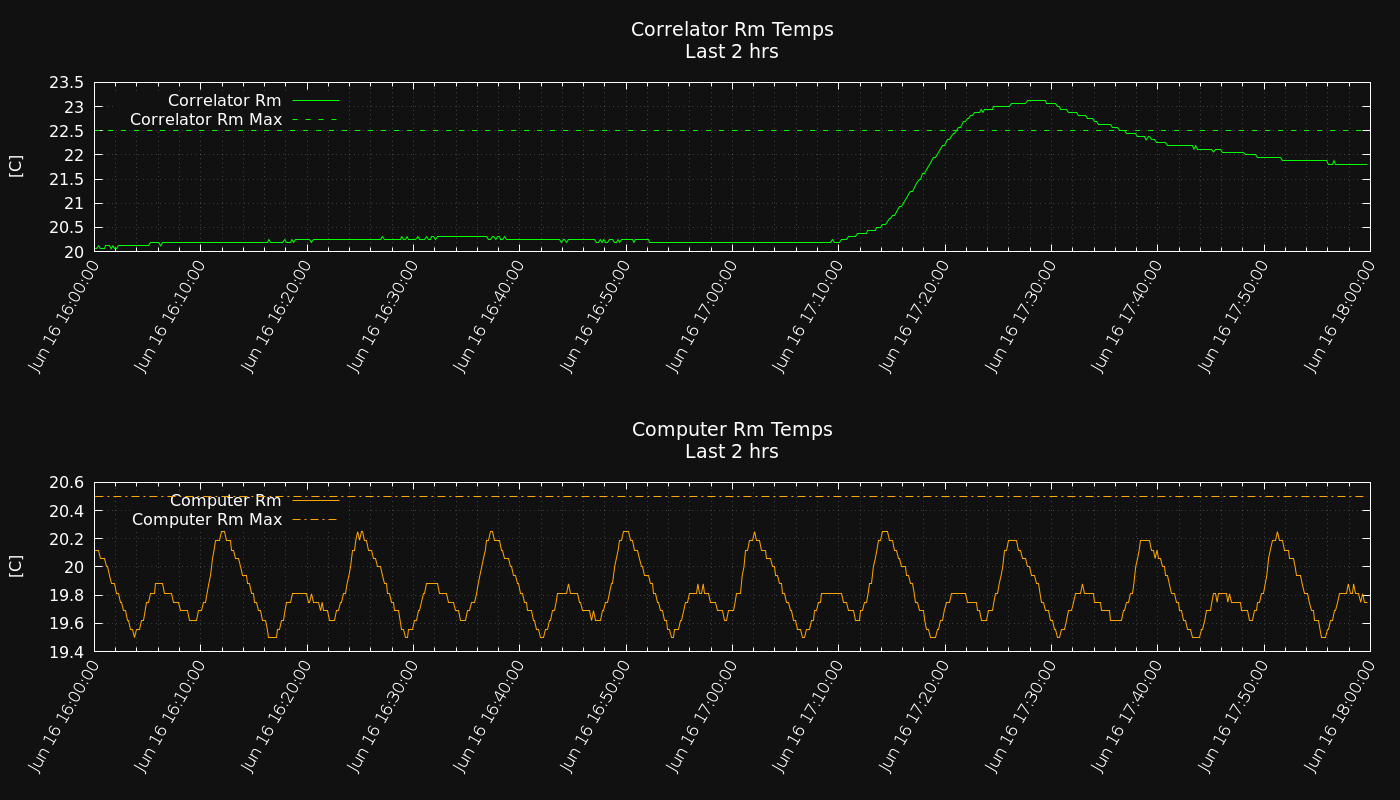 Correlator Rm Temps
Last 2 hrs
23.5
23
22.5
22
21.5
21
20.5
20
[C]
Correlator Rm
Correlator Rm Max
Jun 16 16:00:00
Jun 16 16:10:00
Jun 16 16:20:00
Jun 16 16:30:00
Jun 16 16:40:00
Jun 16 16:50:00
Jun 16 17:00:00
Jun 16 17:10:00
Jun 16 17:20:00
Jun 16 17:30:00
Jun 16 17:40:00
Jun 16 17:50:00
Jun 16 18:00:00
Computer Rm Temps
Last 2 hrs
20.6
20.4
20.2
20
19.8
19.6
19.4
[C]
Computer Rm
Computer Rm Max
Jun 16 16:00:00
Jun 16 16:10:00
Jun 16 16:20:00
Jun 16 16:30:00
Jun 16 16:40:00
Jun 16 16:50:00
Jun 16 17:00:00
Jun 16 17:10:00
Jun 16 17:20:00
Jun 16 17:30:00
Jun 16 17:40:00
Jun 16 17:50:00
Jun 16 18:00:00